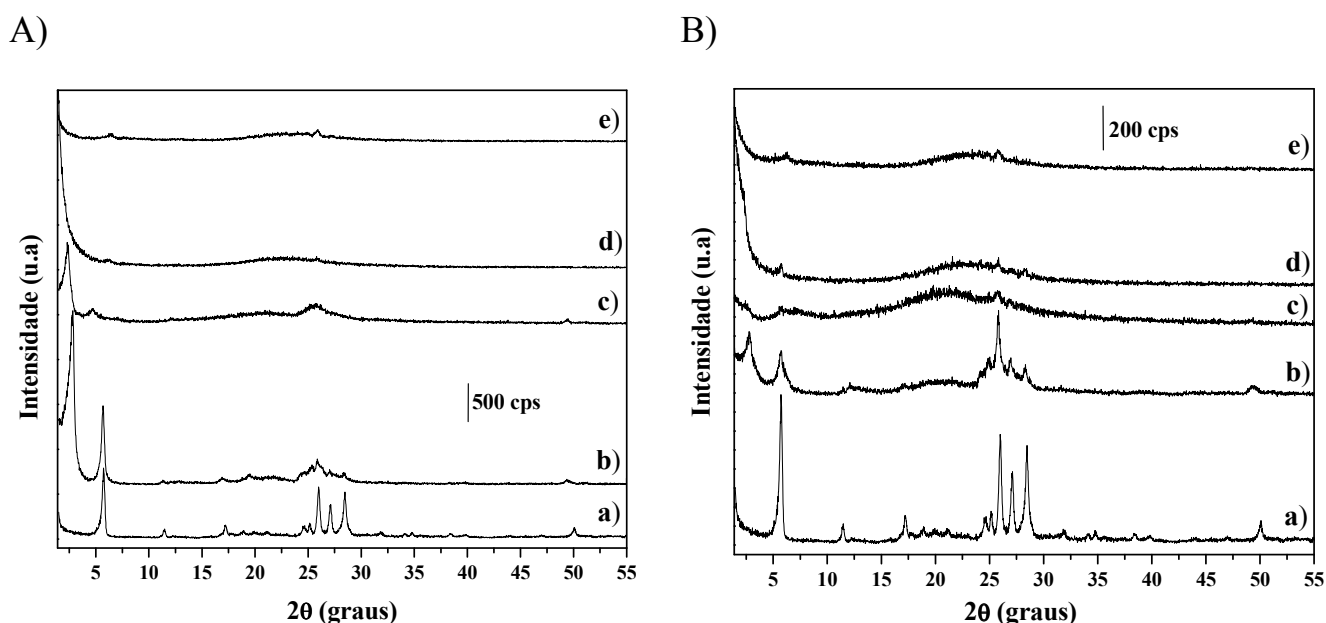 A)
e)
d)
c)
500 cps
b)
a)
Intensidade (u.a)
5 10 15 20 25 30 35 40 45 50 55
2θ (graus)
B)
200 cps
e)
d)
c)
b)
a)
Intensidade (u.a)
5 10 15 20 25 30 35 40 45 50 55
2θ (graus)